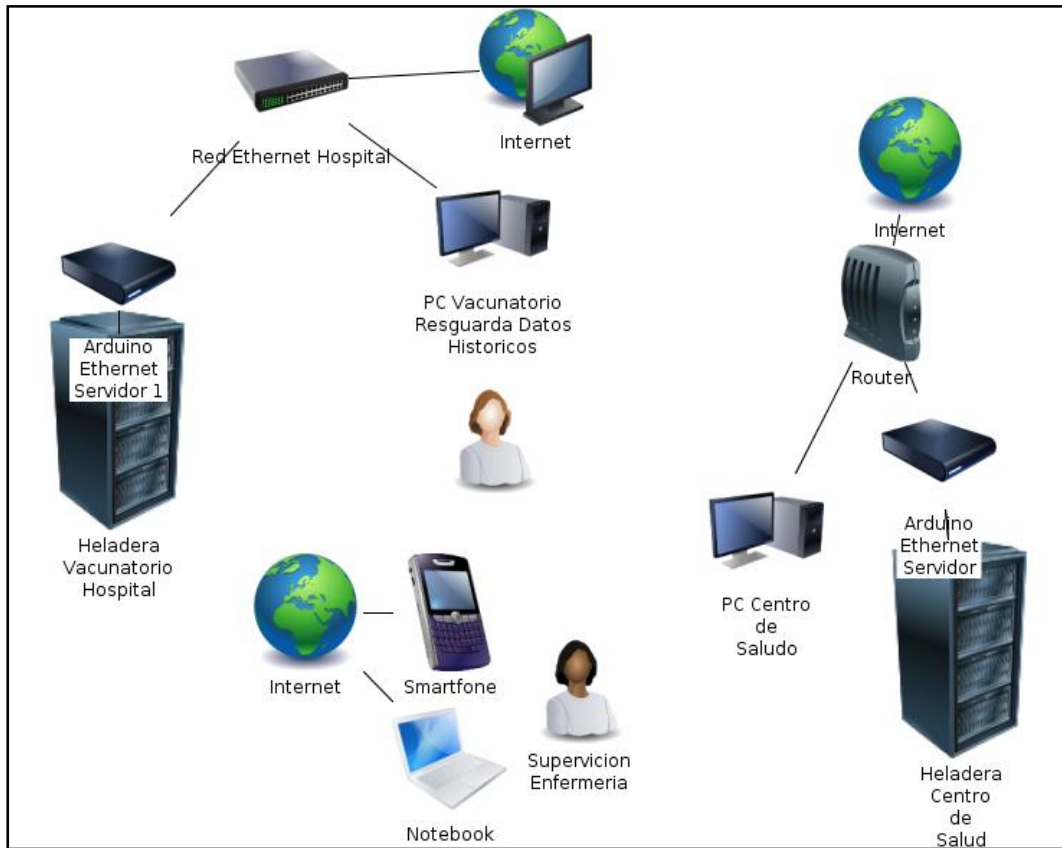 Internet
Red Ethernet Hospital
Internet
PC Vacunatorio
Resguarda Datos
Historicos
Arduino
Ethernet
Servidor 1
Router
Heladera
Vacunatorio
Hospital
Arduino
Ethernet
Servidor
PC Centro
de
Saludo
Internet
Smartfone
Supervicion
Enfermeria
Notebook
Heladera
Centro
de
Salud